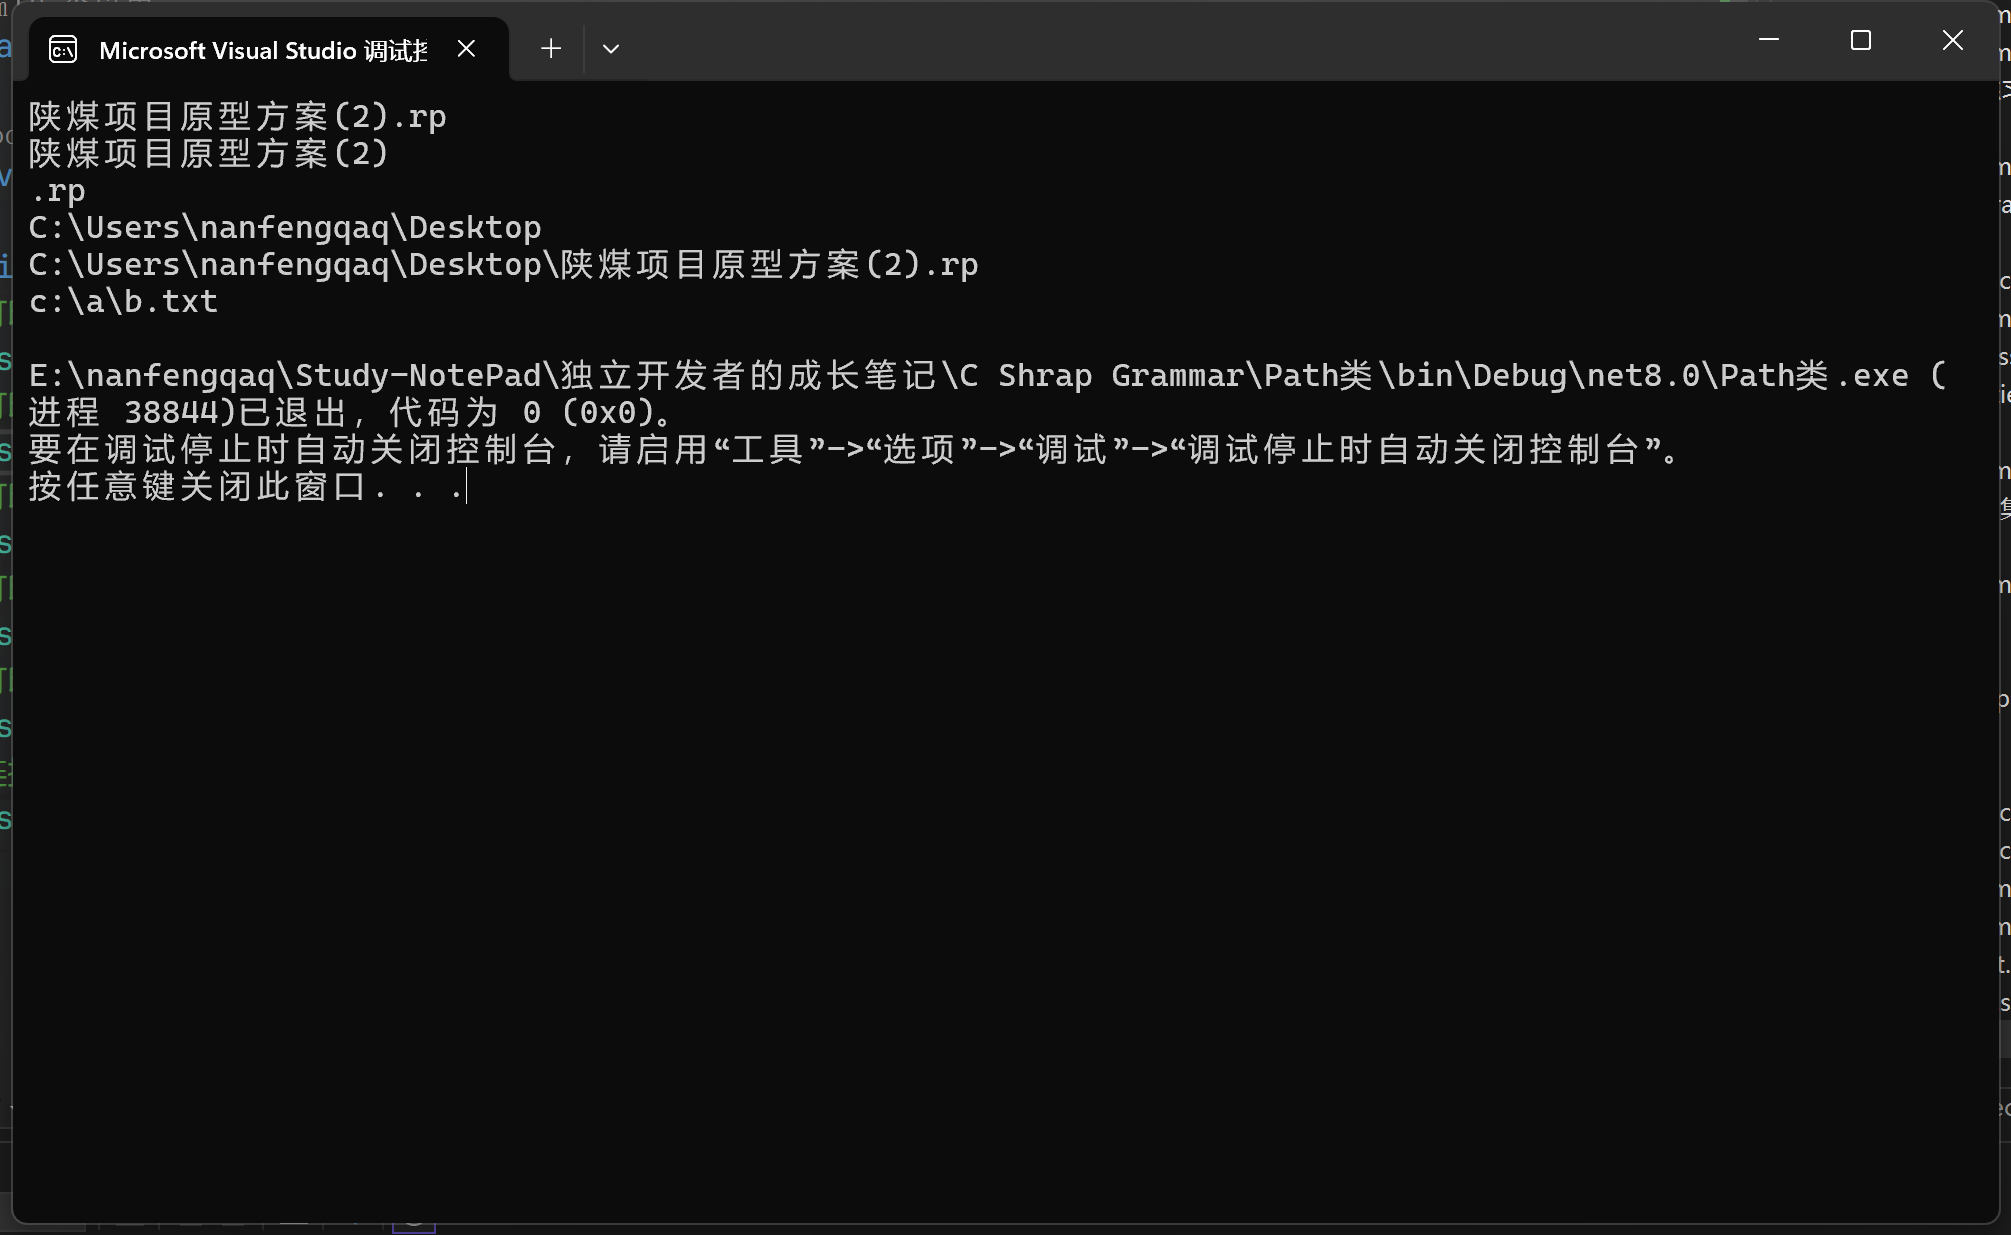 Microsoft Visual Studio 调试控
陕煤项目原型方案(2).rp
陕煤项目原型方案(2)
.rp
C:\Users\nanfengqaq\Desktop
C:\Users\nanfengqaq\Desktop\陕煤项目原型方案(2).rp
c:\a\b.txt
E:\nanfengqaq\Study-NotePad\独立开发者的成长笔记\C Shrap Grammar\Path类\bin\Debug\net8.0\Path类.exe (
进程 38844)已退出，代码为 0 (0x0)。
要在调试停止时自动关闭控制台，请启用“工具”->“选项”->“调试”->“调试停止时自动关闭控制台”。
按任意键关闭此窗口. . .